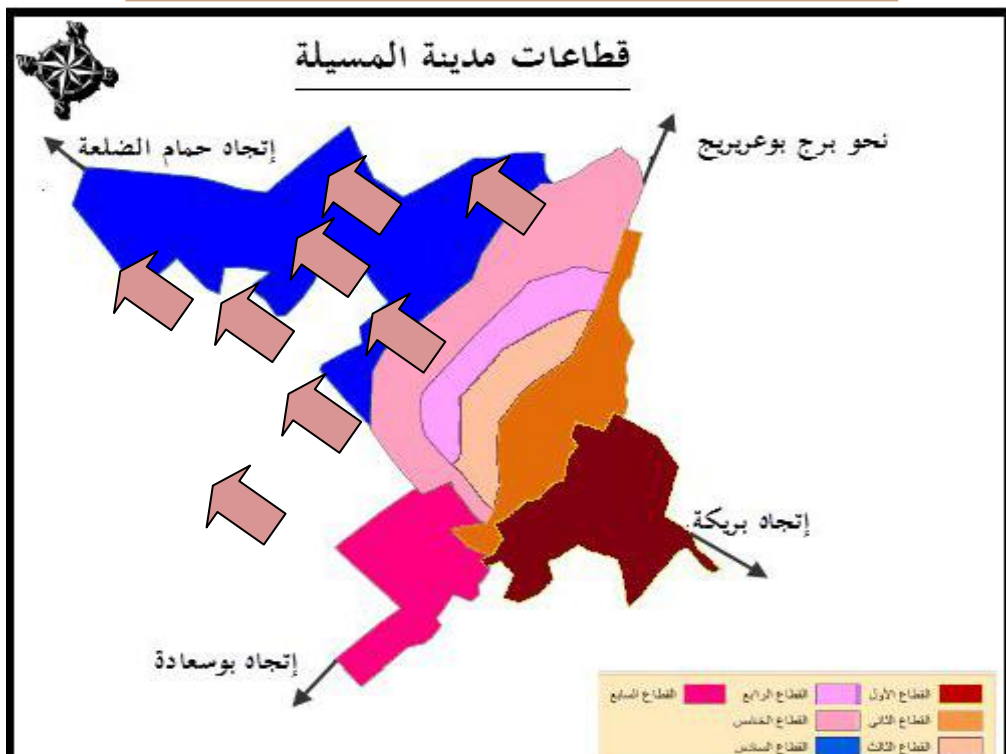 قطاعات مدينة المسيلة
إتجاه حمام الضلعة
نحو برج بوعريريج
إتجاه بريكة
إتجاه بوسعادة
القطاع الأول القطاع الرابع القطاع السابع
القطاع الثاني القطاع الخامس
القطاع الثالث القطاع السادس